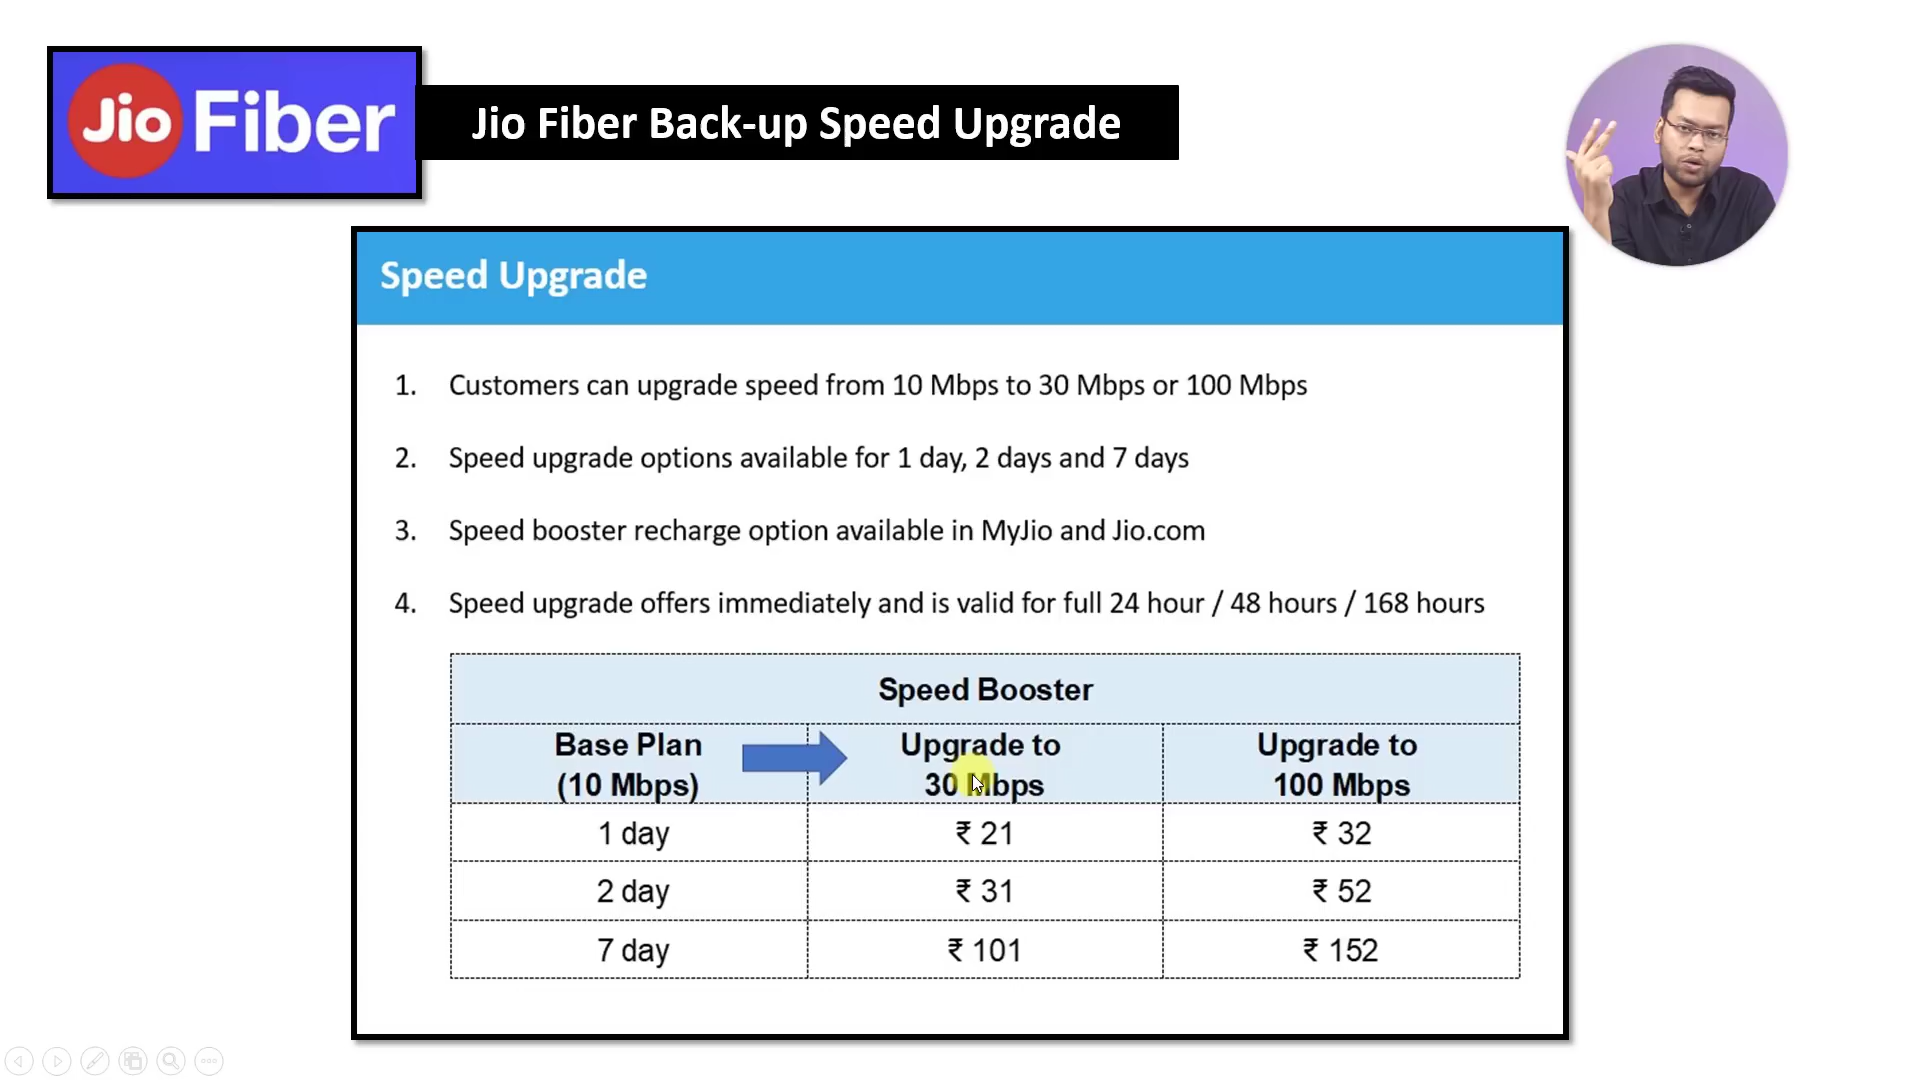 Jio Fiber
Jio Fiber Back-up Speed Upgrade
Speed Upgrade
1. Customers can upgrade speed from 10 Mbps to 30 Mbps or 100 Mbps
2. Speed upgrade options available for 1 day, 2 days and 7 days
3. Speed booster recharge option available in MyJio and Jio.com
4. Speed upgrade offers immediately and is valid for full 24 hour / 48 hours / 168 hours
Speed Booster
Base Plan Upgrade to Upgrade to
(10 Mbps) 30 Mbps 100 Mbps
1 day ₹ 21 ₹ 32
2 day ₹ 31 ₹ 52
7 day ₹ 101 ₹ 152